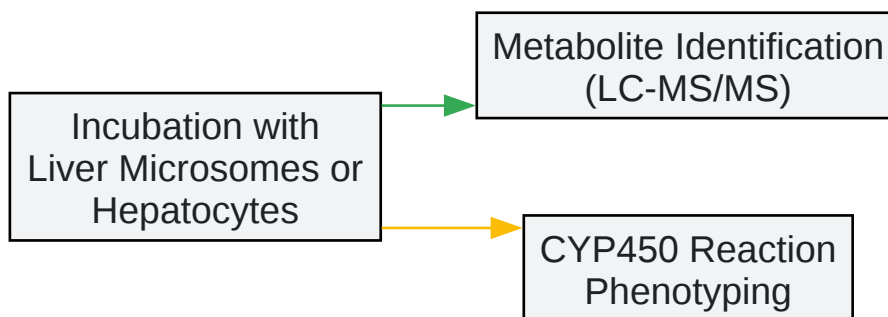 Metabolite Identification
(LC-MS/MS)
Incubation with
Liver Microsomes or
Hepatocytes
CYP450 Reaction
Phenotyping